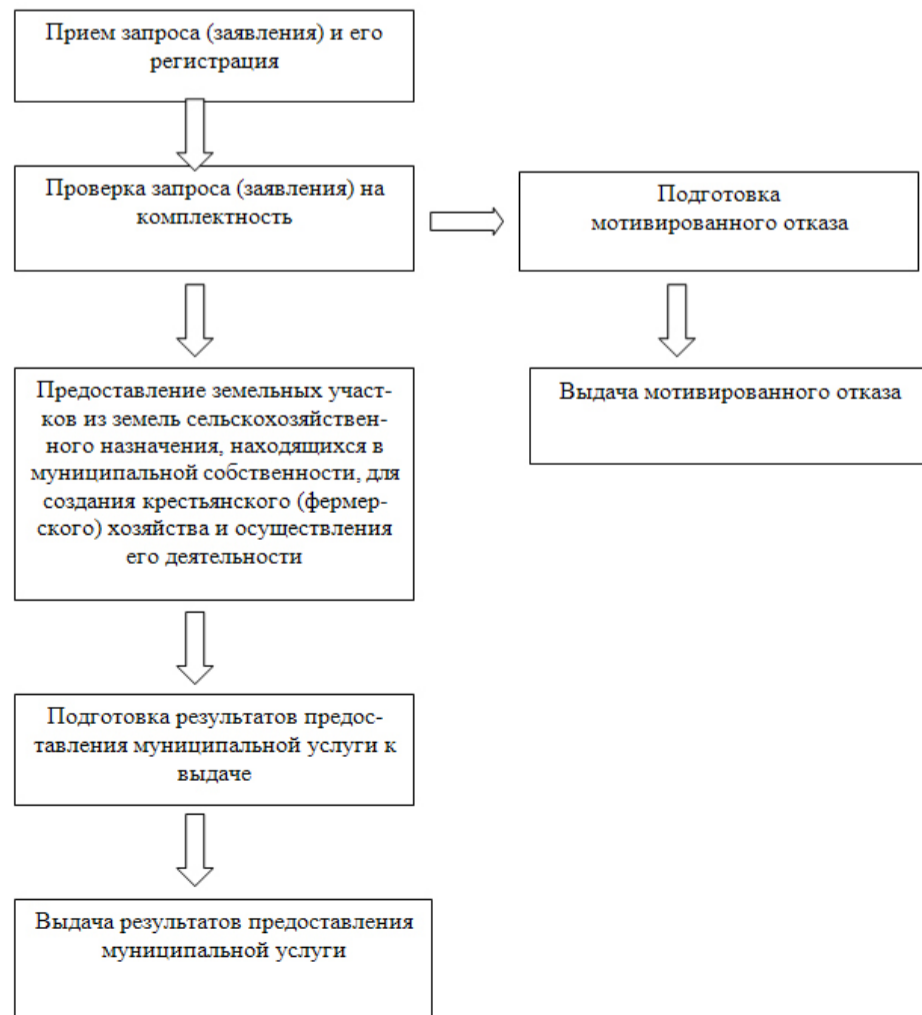 Прием запроса (заявления) и его
регистрация
Проверка запроса (заявления) на
комплектность
Подготовка
мотивированного отказа
Предоставление земельных участ-
ков из земель сельскохозяйствен-
ного назначения, находящихся в
муниципальной собственности, для
создания крестьянского (фермер-
ского) хозяйства и осуществления
его деятельности
Выдача мотивированного отказа
Подготовка результатов предос-
тавления муниципальной услуги к
выдаче
Выдача результатов предоставления
муниципальной услуги